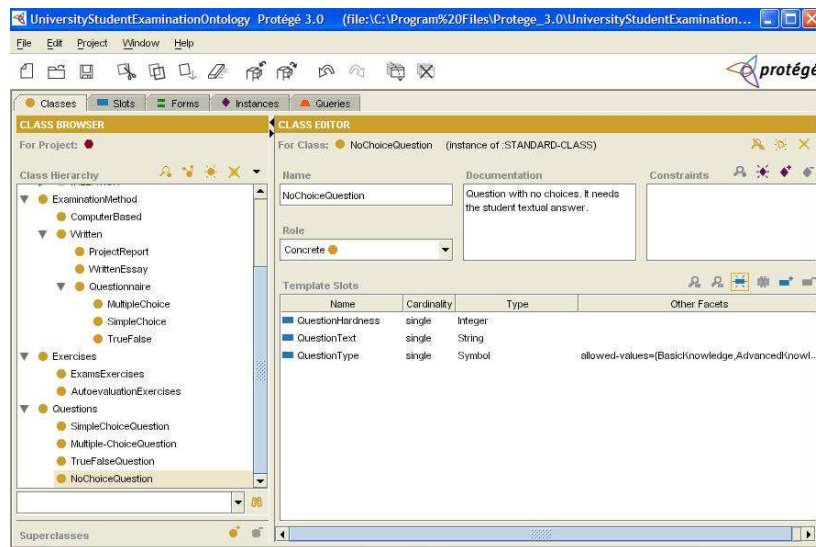 UniversityStudentExaminationOntology Protégé 3.0 (file:\C:\Program%20Files\Protege_3.0\UniversityStudentExamination...
File Edit Project Window Help
protégé
Classes Slots Forms Instances Queries
CLASS BROWSER
For Project:
Class Hierarchy
ExaminationMethod
ComputerBased
Written
ProjectReport
WrittenEssay
Questionnaire
MultipleChoice
SimpleChoice
TrueFalse
Exercises
ExamsExercises
AutoevaluationExercises
Questions
SimpleChoiceQuestion
Multiple-ChoiceQuestion
TrueFalseQuestion
NoChoiceQuestion
Superclasses
CLASS EDITOR
For Class: NoChoiceQuestion (instance of :STANDARD-CLASS)
Name Documentation Constraints
NoChoiceQuestion
Question with no choices. It needs
the student textual answer.
Role
Concrete
Template Slots
Name Cardinality Type Other Facets
QuestionHardness single Integer
QuestionText single String
QuestionType single Symbol allowed-values={BasicKnowledge,AdvancedKnowl...